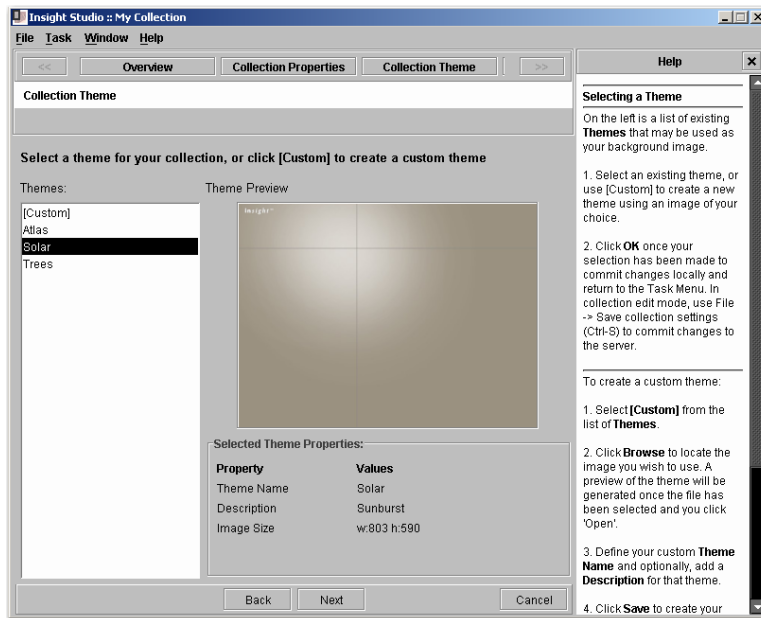 Insight Studio :: My Collection
File Task Window Help
<< Overview Collection Properties Collection Theme >>
Collection Theme
Select a theme for your collection, or click [Custom] to create a custom theme
Themes:
[Custom]
Atlas
Solar
Trees
Theme Preview
Insight™
Selected Theme Properties:
Property Values
Theme Name Solar
Description Sunburst
Image Size w:803 h:590
Back Next Cancel
Help
Selecting a Theme
On the left is a list of existing
Themes that may be used as
your background image.
1. Select an existing theme, or
use [Custom] to create a new
theme using an image of your
choice.
2. Click OK once your
selection has been made to
commit changes locally and
return to the Task Menu. In
collection edit mode, use File
-> Save collection settings
(Ctrl-S) to commit changes to
the server.
To create a custom theme:
1. Select [Custom] from the
list of Themes.
2. Click Browse to locate the
image you wish to use. A
preview of the theme will be
generated once the file has
been selected and you click
'Open'.
3. Define your custom Theme
Name and optionally, add a
Description for that theme.
4. Click Save to create your